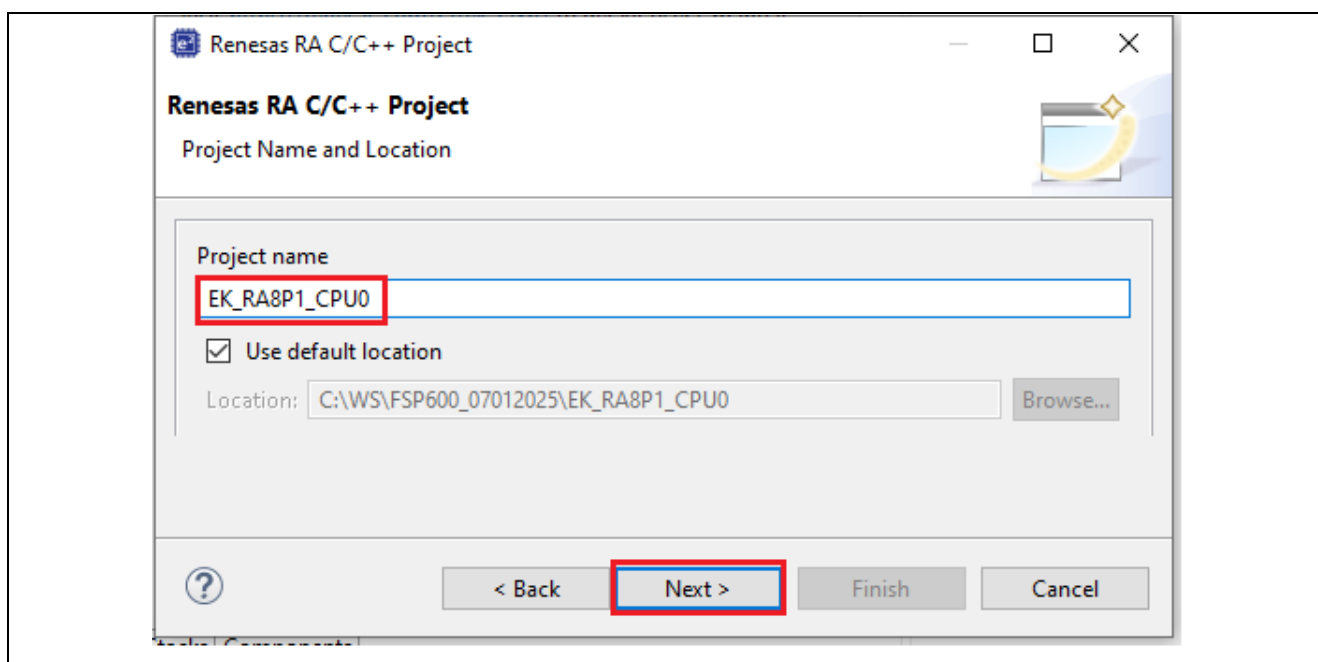 Renesas RA C/C++ Project
Renesas RA C/C++ Project
Project Name and Location
Project name
EK_RA8P1_CPU0
Use default location
Location: C:\WS\FSP600_07012025\EK_RA8P1_CPU0 Browse...
< Back Next > Finish Cancel